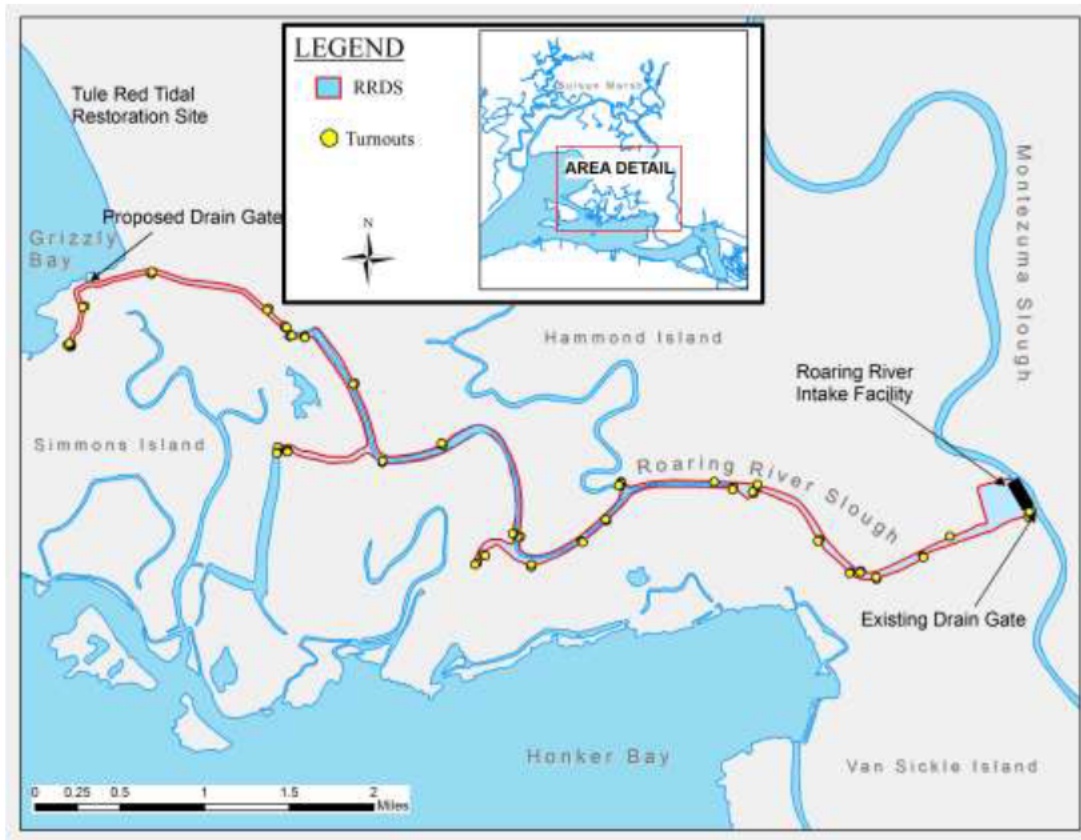 LEGEND
RRDS
Turnouts
N
Suisun Marsh
AREA DETAIL
Tule Red Tidal
Restoration Site
Proposed Drain Gate
Grizzly
Bay
Montezuma Slough
Hammond Island
Roaring River
Intake Facility
Simmons Island
Roaring River Slough
Existing Drain Gate
Honker Bay
Van Sickle Island
0 0.25 0.5 1 1.5 2
Miles